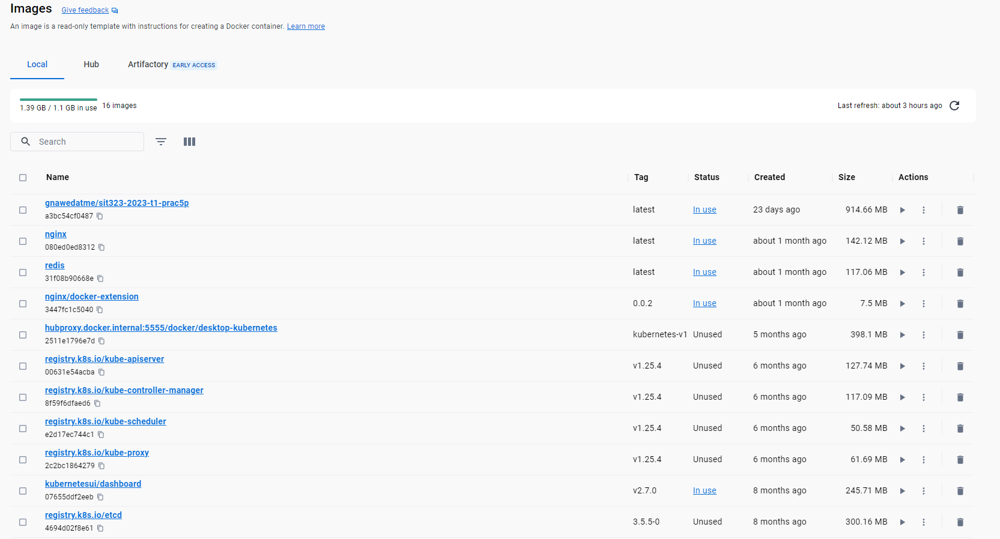 Images Give feedback
An image is a read-only template with instructions for creating a Docker container. Learn more
Local Hub Artifactory EARLY ACCESS
1.39 GB / 1.1 GB in use 16 images Last refresh: about 3 hours ago
Search
Name Tag Status Created Size Actions
gnawedatme/sit323-2023-t1-prac5p
a3bc54cf0487
latest In use 23 days ago 914.66 MB
nginx
080ed0ed8312
latest In use about 1 month ago 142.12 MB
redis
31f08b90668e
latest In use about 1 month ago 117.06 MB
nginx/docker-extension
3447fc1c5040
0.0.2 In use about 1 month ago 7.5 MB
hubproxy.docker.internal:5555/docker/desktop-kubernetes
2511e1796e7d
kubernetes-v1 Unused 5 months ago 398.1 MB
registry.k8s.io/kube-apiserver
00631e54acba
v1.25.4 Unused 6 months ago 127.74 MB
registry.k8s.io/kube-controller-manager
8f59f6dfaed6
v1.25.4 Unused 6 months ago 117.09 MB
registry.k8s.io/kube-scheduler
e2d17ec744c1
v1.25.4 Unused 6 months ago 50.58 MB
registry.k8s.io/kube-proxy
2c2bc1864279
v1.25.4 Unused 6 months ago 61.69 MB
kubernetesui/dashboard
07655ddf2eeb
v2.7.0 In use 8 months ago 245.71 MB
registry.k8s.io/etcd
4694d02f8e61
3.5.5-0 Unused 8 months ago 300.16 MB